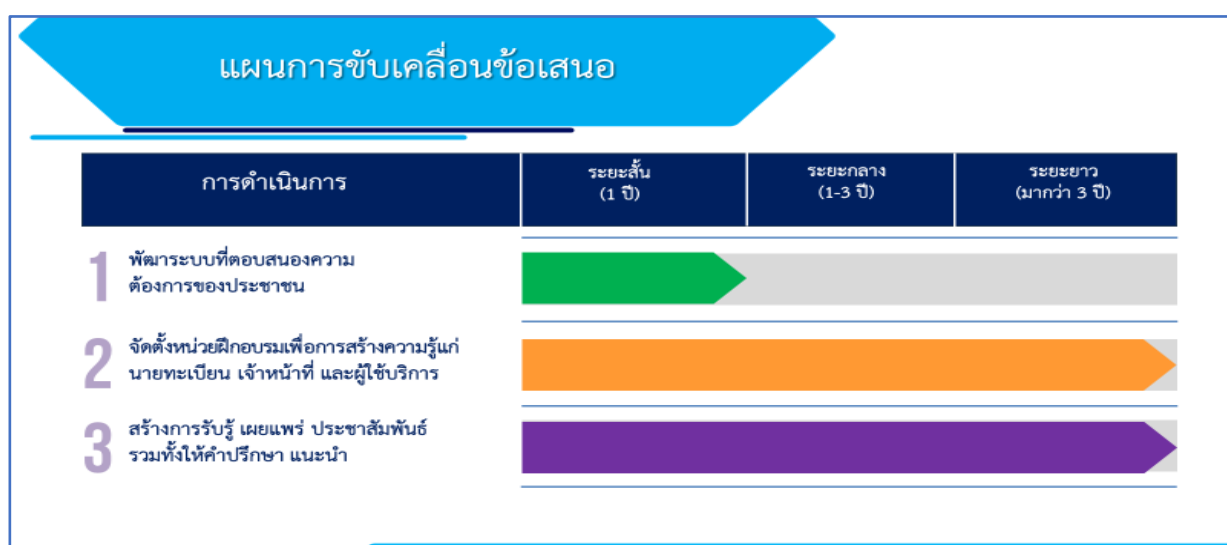 แผนการขับเคลื่อนข้อเสนอ
การดำเนินการ
ระยะสั้น
(1 ปี)
ระยะกลาง
(1-3 ปี)
ระยะยาว
(มากว่า 3 ปี)
1
พัฒาระบบที่ตอบสนองความ
ต้องการของประชาชน
2
จัดตั้งหน่วยฝึกอบรมเพื่อการสร้างความรู้แก่
นายทะเบียน เจ้าหน้าที่ และผู้ใช้บริการ
3
สร้างการรับรู้ เผยแพร่ ประชาสัมพันธ์
รวมทั้งให้คำปรึกษา แนะนำ